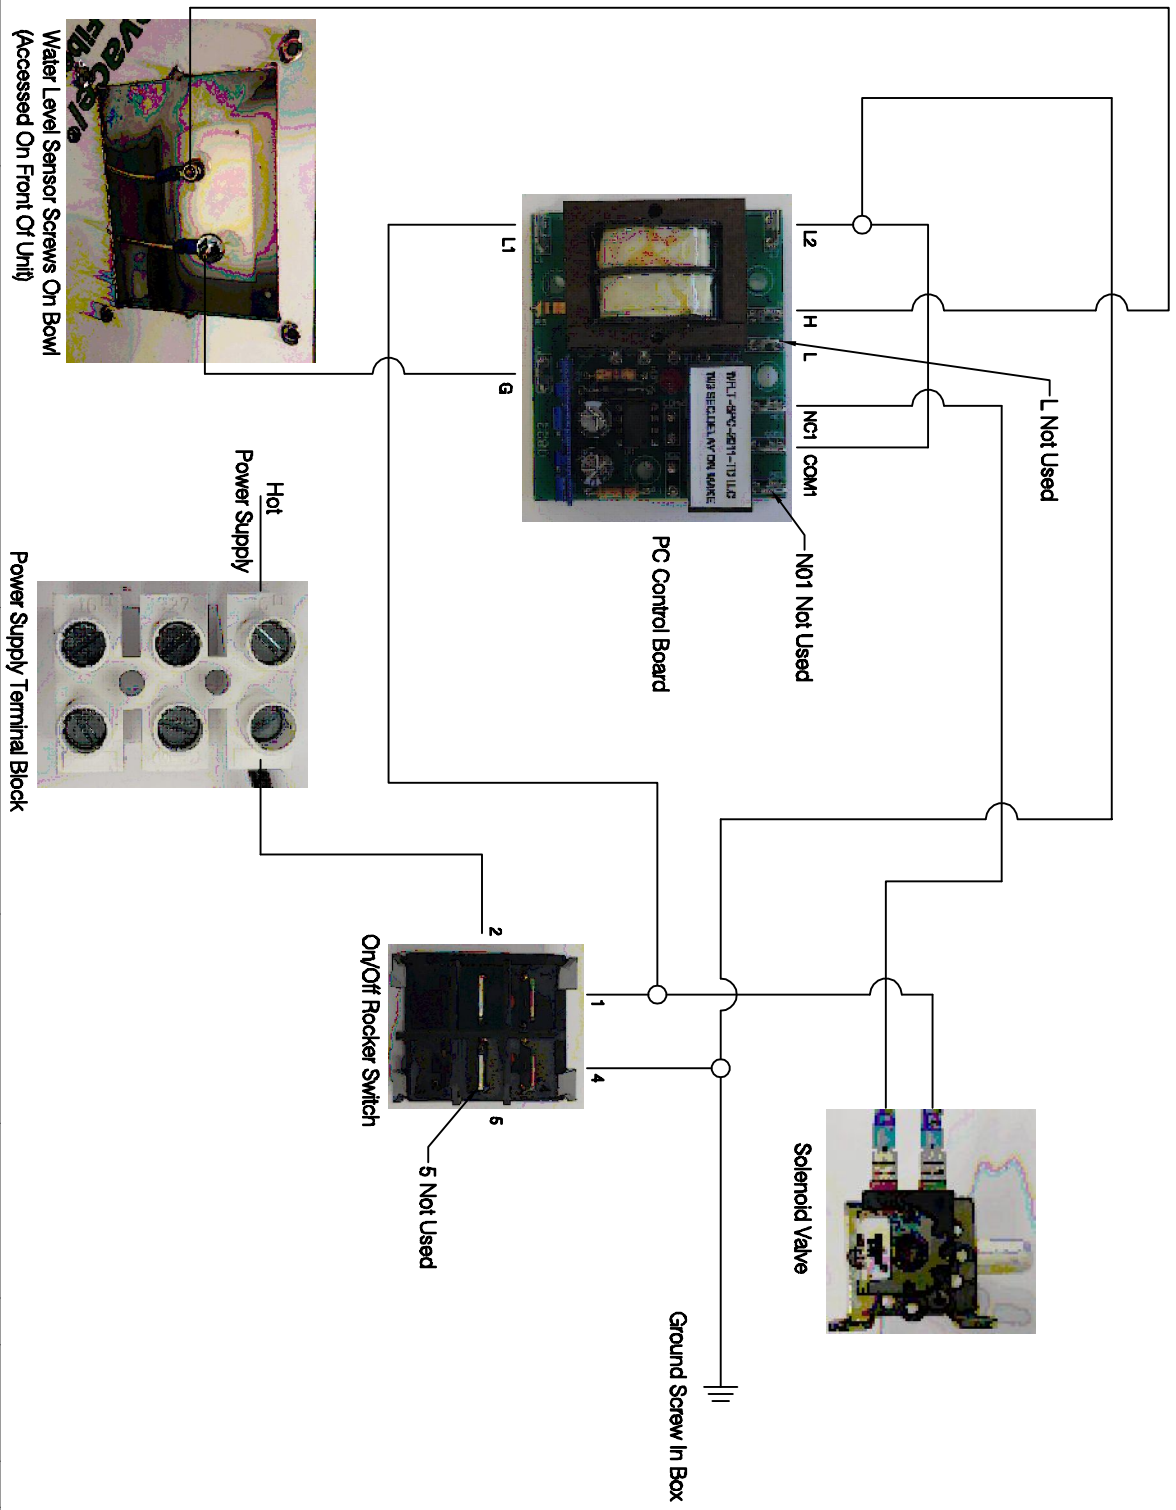 Water Level Sensor Screws On Bowl
(Accessed On Front Of Unit)
L1
G
L2
H
L
NC1
COM1
L Not Used
N01 Not Used
PC Control Board
Hot
Power Supply
Power Supply Terminal Block
2
1
4
5 Not Used
On/Off Rocker Switch
Solenoid Valve
Ground Screw In Box